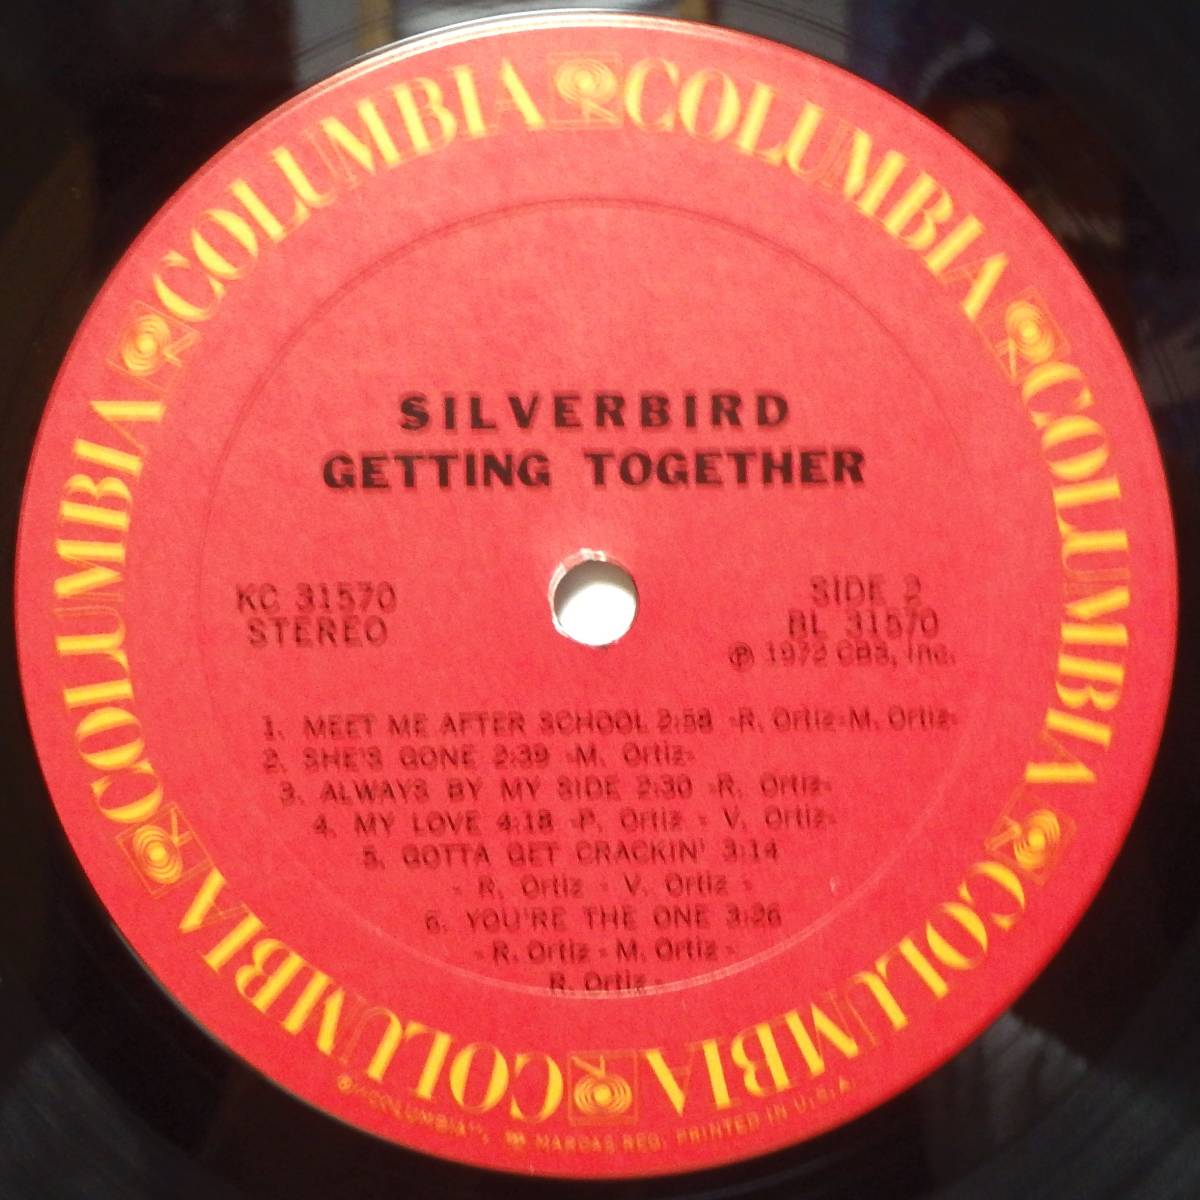 COLUMBIA COLUMBIA COLUMBIA COLUMBIA COLUMBIA COLUMBIA
SILVERBIRD
GETTING TOGETHER
KC 31570
STEREO
SIDE 2
BL 31570
℗ 1972 CBS, Inc.
1. MEET ME AFTER SCHOOL 2:58 -R. Ortiz-M. Ortiz-
2. SHE'S GONE 2:39 -M. Ortiz-
3. ALWAYS BY MY SIDE 2:30 -R. Ortiz-
4. MY LOVE 4:18 -P. Ortiz - V. Ortiz-
5. GOTTA GET CRACKIN' 3:14
- R. Ortiz - V. Ortiz -
6. YOU'RE THE ONE 3:26
- R. Ortiz - M. Ortiz -
R. Ortiz -
"COLUMBIA", MARCAS REG. PRINTED IN U.S.A.